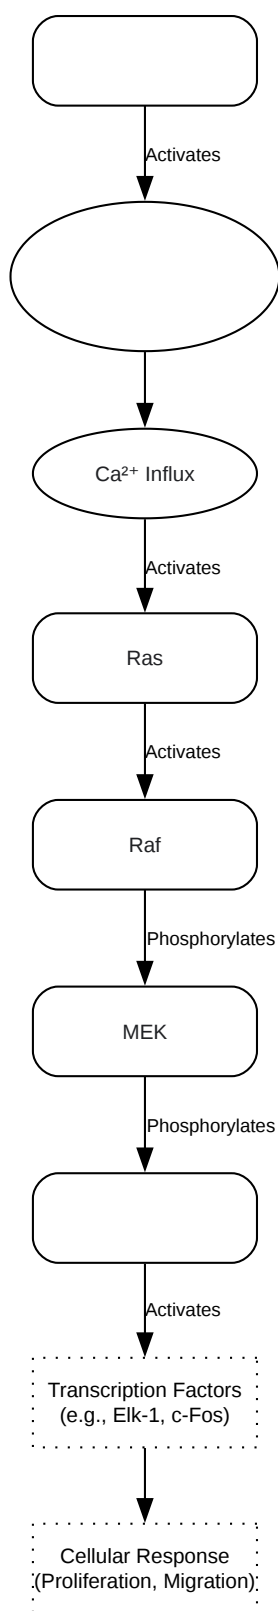 Activates
Ca²⁺ Influx
Activates
Ras
Activates
Raf
Phosphorylates
MEK
Phosphorylates
Activates
Transcription Factors
(e.g., Elk-1, c-Fos)
Cellular Response
(Proliferation, Migration)